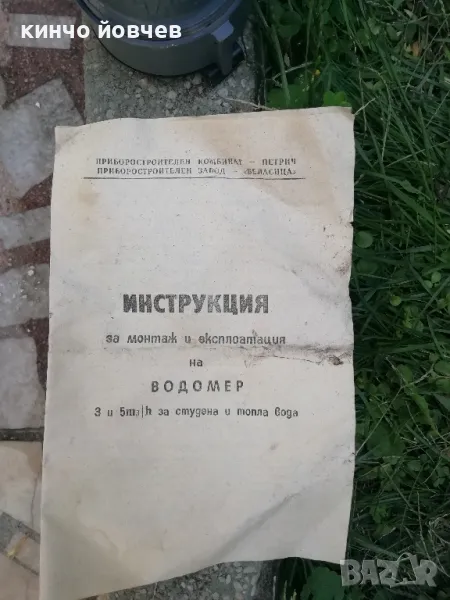 кинчо йовчев
ПРИБОРОСТРОИТЕЛЕН КОМБИНАТ — ПЕТРИЧ
ПРИБОРОСТРОИТЕЛЕН ЗАВОД — «БЕЛАСИЦА»
ИНСТРУКЦИЯ
за монтаж и експлоатация
на
ВОДОМЕР
3 и 5m₃/h за студена и топла вода
BAZAR